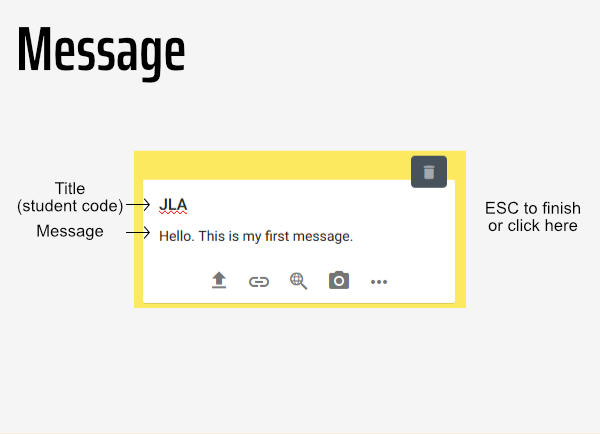 Message
Title
(student code)
JLA
Message
Hello. This is my first message.
ESC to finish
or click here